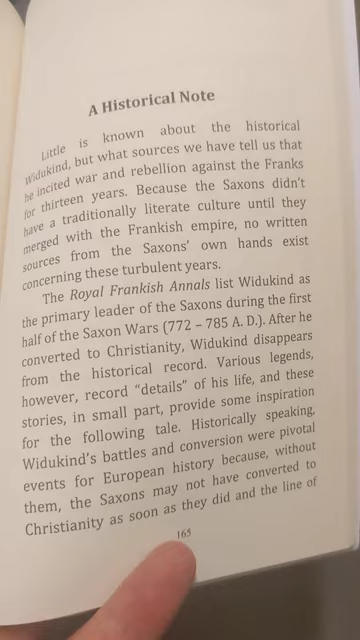 A Historical Note
Little is known about the historical
Widukind, but what sources we have tell us that
he incited war and rebellion against the Franks
for thirteen years. Because the Saxons didn't
have a traditionally literate culture until they
merged with the Frankish empire, no written
sources from the Saxons' own hands exist
concerning these turbulent years.
The Royal Frankish Annals list Widukind as
the primary leader of the Saxons during the first
half of the Saxon Wars (772 – 785 A. D.). After he
converted to Christianity, Widukind disappears
from the historical record. Various legends,
however, record "details" of his life, and these
stories, in small part, provide some inspiration
for the following tale. Historically speaking,
Widukind's battles and conversion were pivotal
events for European history because, without
them, the Saxons may not have converted to
Christianity as soon as they did and the line of
165